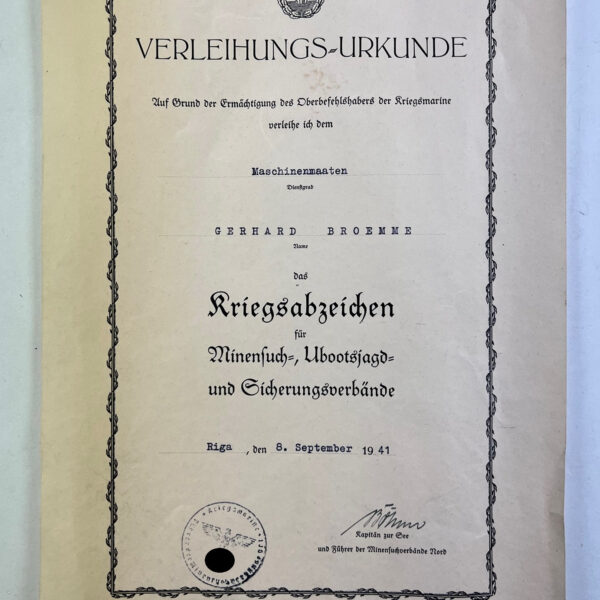 VERLEIHUNGS-URKUNDE
Auf Grund der Ermächtigung des Oberbefehlshabers der Kriegsmarine
verleihe ich dem
Maschinenmaaten
Dienstgrad
GERHARD BROEMME
Name
das
Kriegsabzeichen
für
Minensuch-, Ubootsjagd-
und Sicherungsverbände
Riga, den 8. September 1941
Kriegsmarine
Böhmer
Kapitän zur See
und Führer der Minensuchverbände Nord